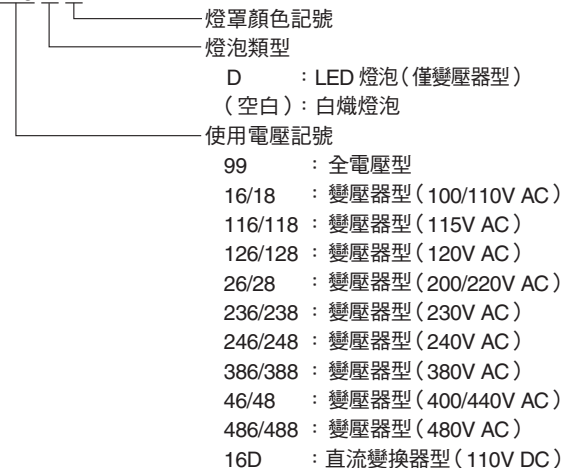 燈罩顏色記號
燈泡類型
D ：LED 燈泡（僅變壓器型）
（空白）：白熾燈泡
使用電壓記號
99 ：全電壓型
16/18 ：變壓器型（100/110V AC）
116/118 ：變壓器型（115V AC）
126/128 ：變壓器型（120V AC）
26/28 ：變壓器型（200/220V AC）
236/238 ：變壓器型（230V AC）
246/248 ：變壓器型（240V AC）
386/388 ：變壓器型（380V AC）
46/48 ：變壓器型（400/440V AC）
486/488 ：變壓器型（480V AC）
16D ：直流變換器型（110V DC）